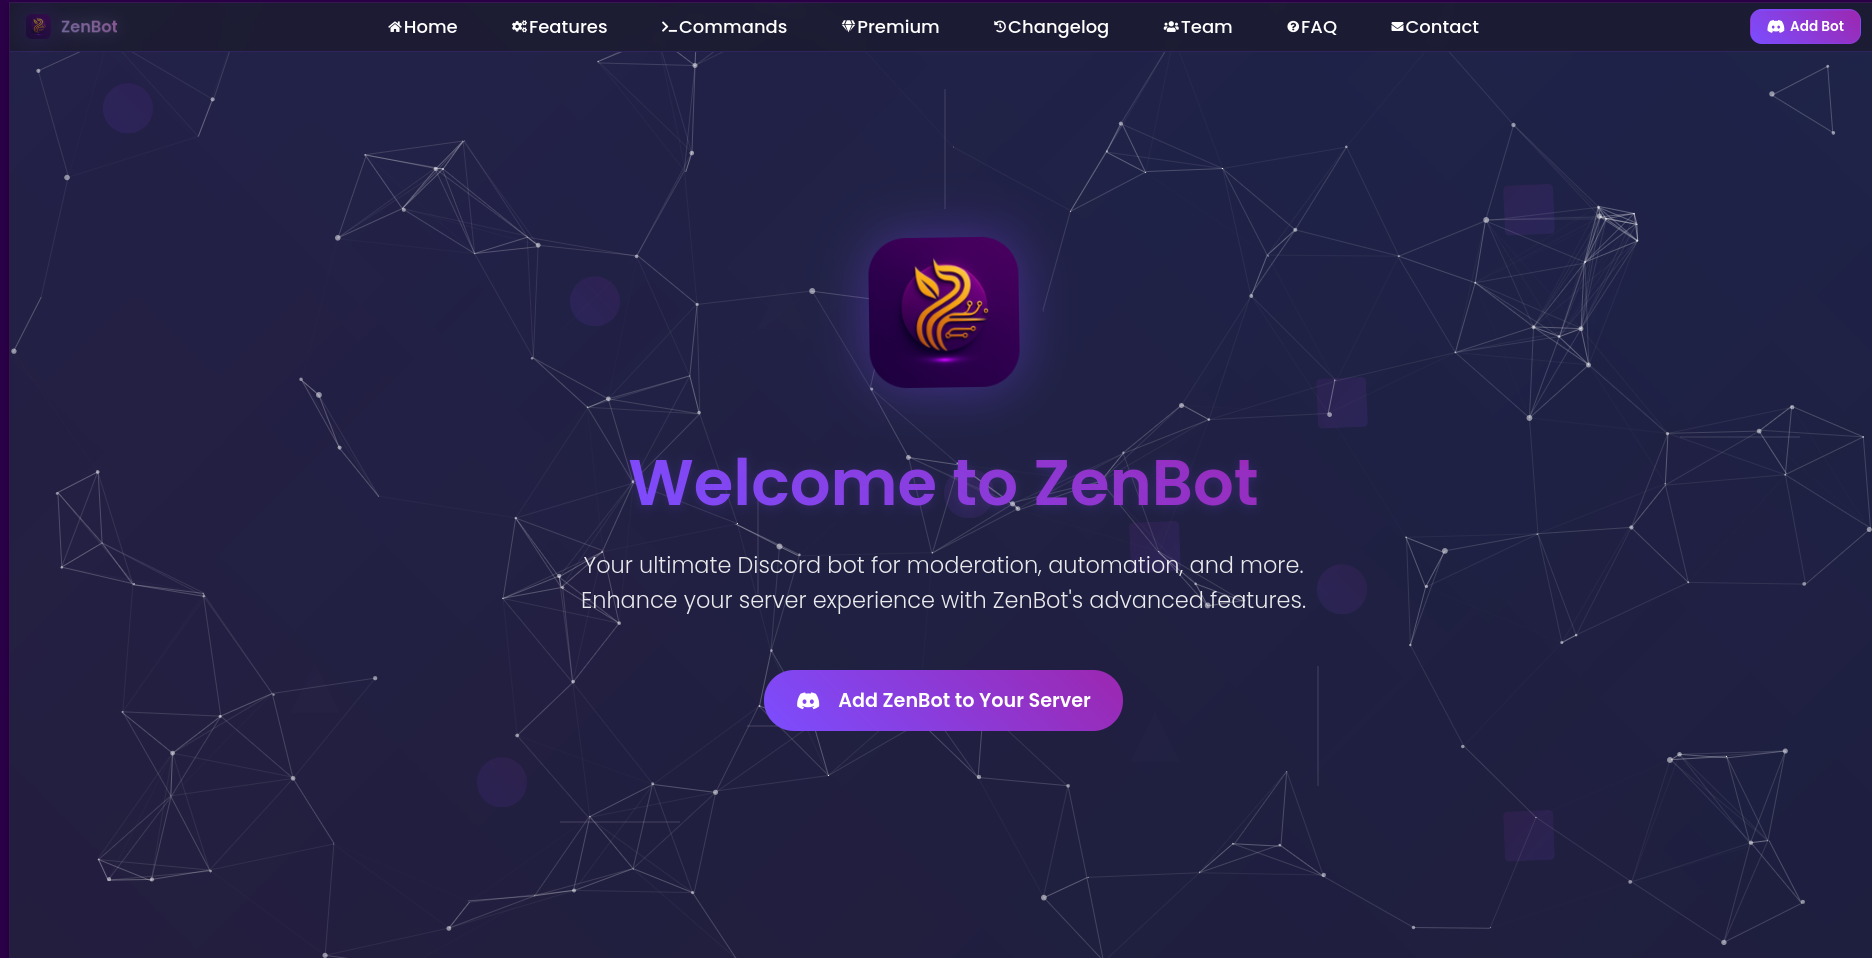 ZenBot
Home
Features
Commands
Premium
Changelog
Team
FAQ
Contact
Add Bot
Welcome to ZenBot
Your ultimate Discord bot for moderation, automation, and more.
Enhance your server experience with ZenBot's advanced features.
Add ZenBot to Your Server